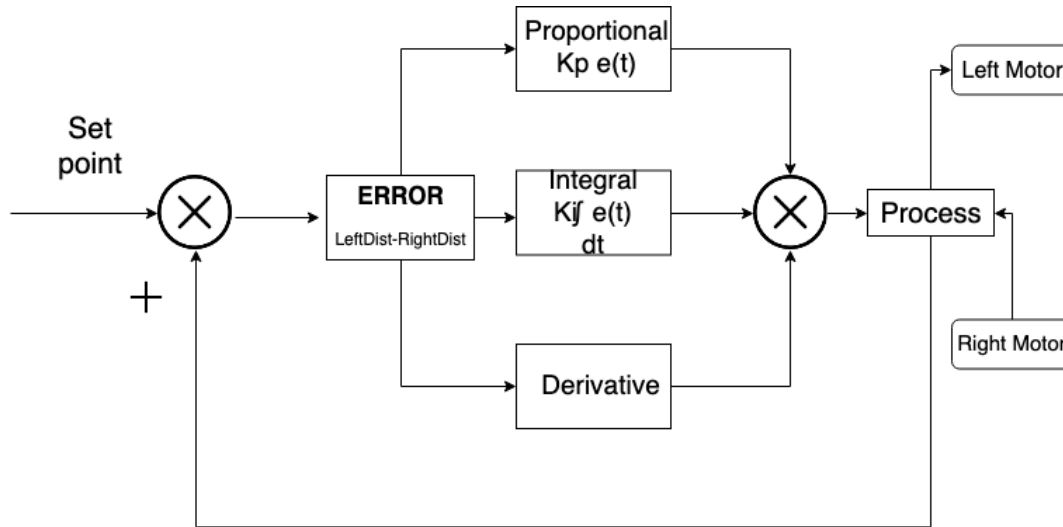 Proportional
Kp e(t)
Left Motor
Set
point
ERROR
LeftDist-RightDist
Integral
Ki∫ e(t)
dt
Process
+
Right Motor
Derivative